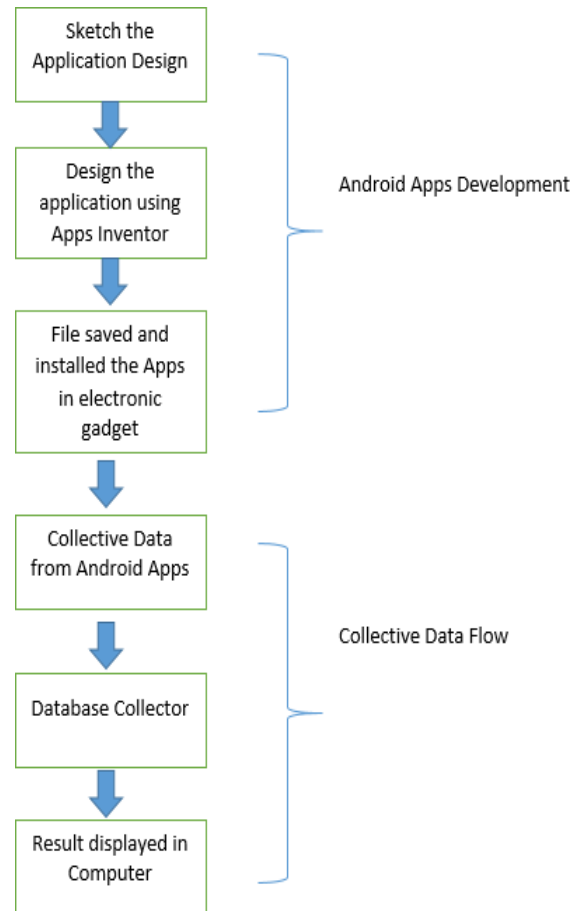 Sketch the
Application Design
Design the
application using
Apps Inventor
Android Apps Development
File saved and
installed the Apps
in electronic
gadget
Collective Data
from Android Apps
Collective Data Flow
Database Collector
Result displayed in
Computer